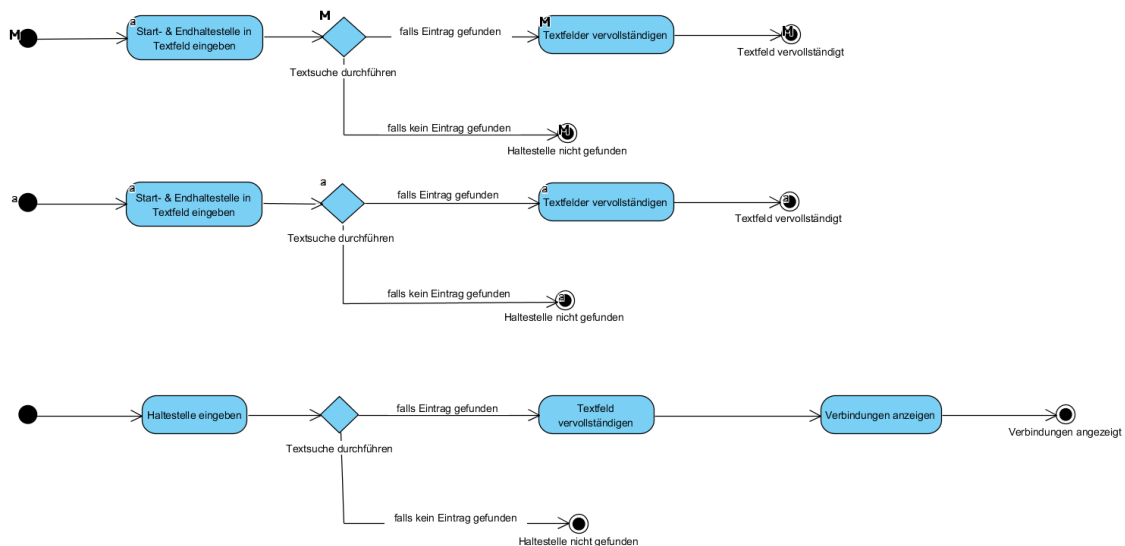 M
a
Start- & Endhaltestelle in
Textfeld eingeben
M
Textsuche durchführen
falls Eintrag gefunden
M
Textfelder vervollständigen
M
Textfeld vervollständigt
falls kein Eintrag gefunden
M
Haltestelle nicht gefunden
a
a
Start- & Endhaltestelle in
Textfeld eingeben
a
Textsuche durchführen
falls Eintrag gefunden
a
Textfelder vervollständigen
a
Textfeld vervollständigt
falls kein Eintrag gefunden
a
Haltestelle nicht gefunden
Haltestelle eingeben
Textsuche durchführen
falls Eintrag gefunden
Textfeld
vervollständigen
Verbindungen anzeigen
Verbindungen angezeigt
falls kein Eintrag gefunden
Haltestelle nicht gefunden